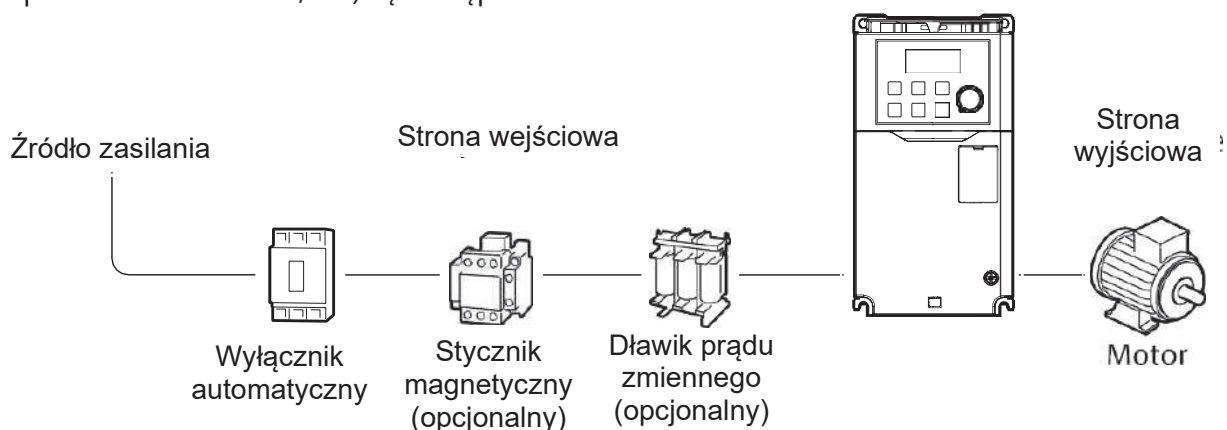 Źródło zasilania
Strona wejściowa
Strona
wyjściowa
Wyłącznik
automatyczny
Stycznik
magnetyczny
(opcjonalny)
Dławik prądu
zmiennego
(opcjonalny)
Motor